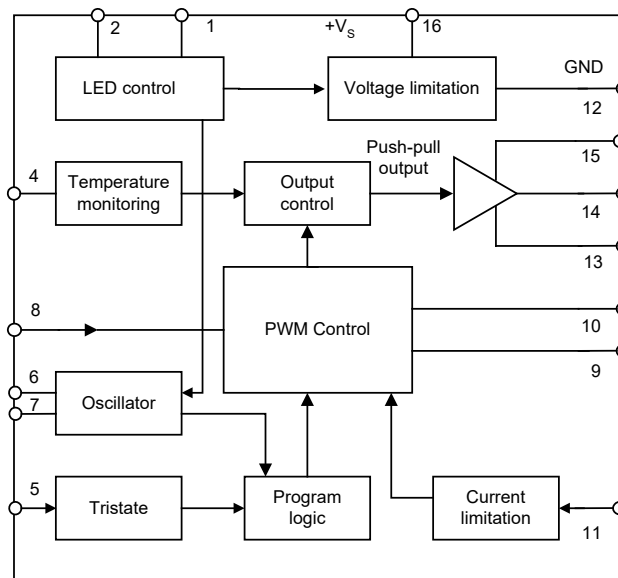 2
1
+VS
16
LED control
Voltage limitation
GND
12
Push-pull
output
15
4
Temperature
monitoring
Output
control
14
13
8
PWM Control
10
9
6
7
Oscillator
5
Tristate
Program
logic
Current
limitation
11